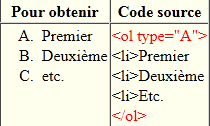 Pour obtenir
Code source
A. Premier
B. Deuxième
C. etc.
<ol type="A">
<li>Premier
<li>Deuxième
<li>Etc.
</ol>